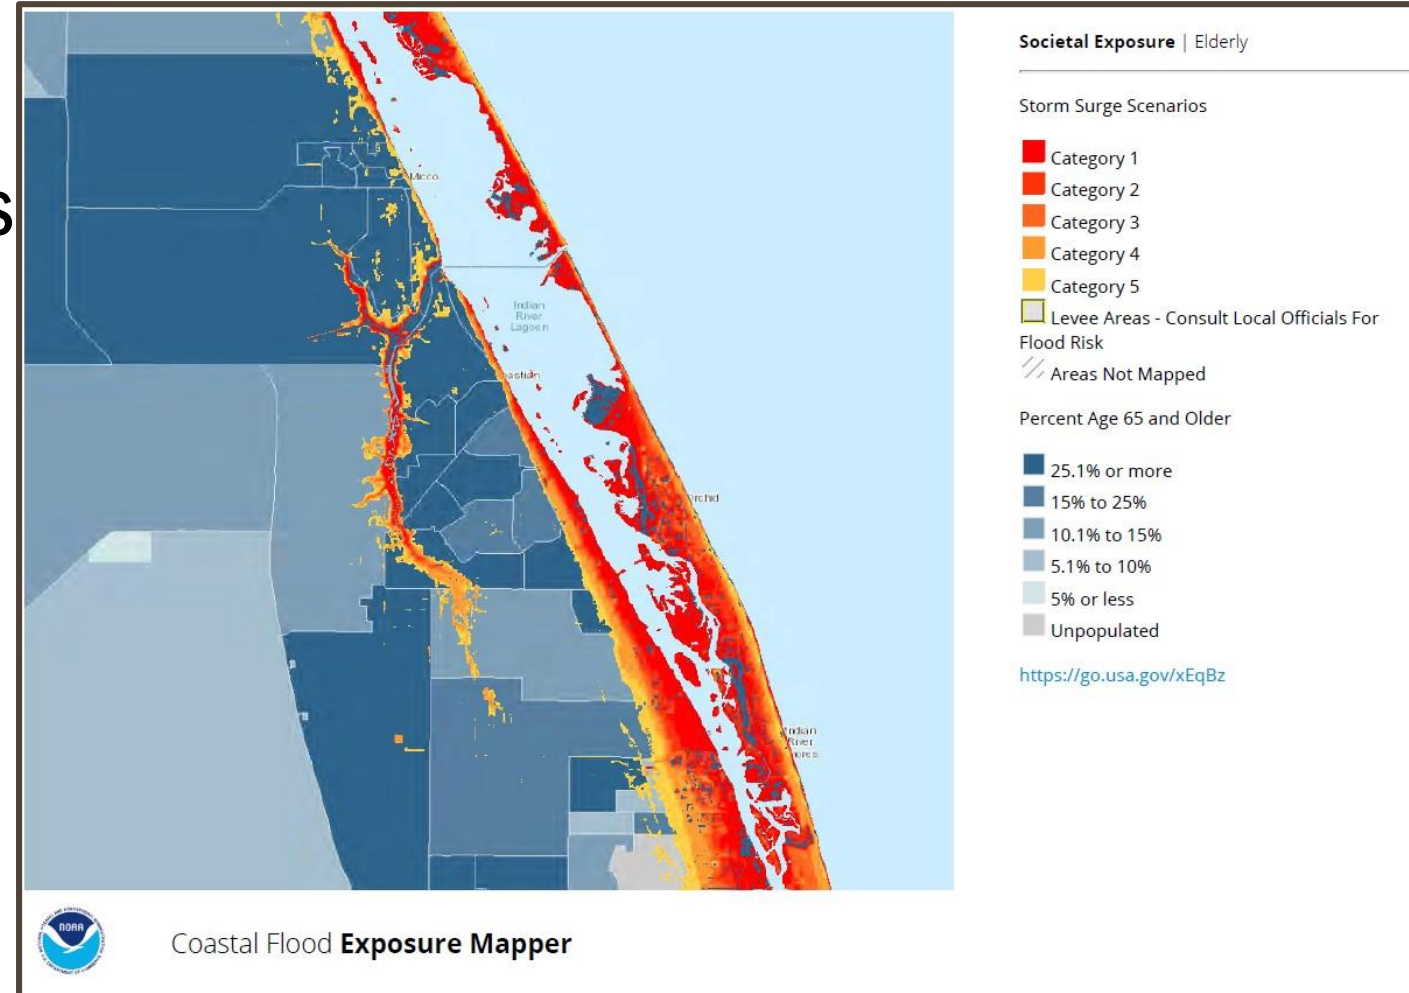 S
Societal Exposure | Elderly
Storm Surge Scenarios
Category 1
Category 2
Category 3
Category 4
Category 5
Levee Areas - Consult Local Officials For
Flood Risk
Areas Not Mapped
Percent Age 65 and Older
25.1% or more
15% to 25%
10.1% to 15%
5.1% to 10%
5% or less
Unpopulated
https://go.usa.gov/xEqBz
Micco
Indian
River
Lagoon
astian
rchid
Indian
River
ores
NOAA
Coastal Flood Exposure Mapper